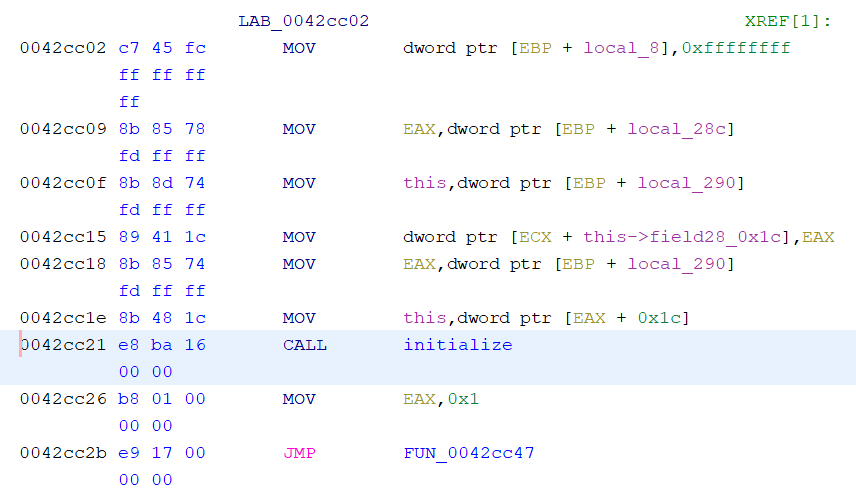 LAB_0042cc02 XREF[1]:
0042cc02 c7 45 fc MOV dword ptr [EBP + local_8],0xffffffff
ff ff ff
ff
0042cc09 8b 85 78 MOV EAX,dword ptr [EBP + local_28c]
fd ff ff
0042cc0f 8b 8d 74 MOV this,dword ptr [EBP + local_290]
fd ff ff
0042cc15 89 41 1c MOV dword ptr [ECX + this->field28_0x1c],EAX
0042cc18 8b 85 74 MOV EAX,dword ptr [EBP + local_290]
fd ff ff
0042cc1e 8b 48 1c MOV this,dword ptr [EAX + 0x1c]
0042cc21 e8 ba 16 CALL initialize
00 00
0042cc26 b8 01 00 MOV EAX,0x1
00 00
0042cc2b e9 17 00 JMP FUN_0042cc47
00 00